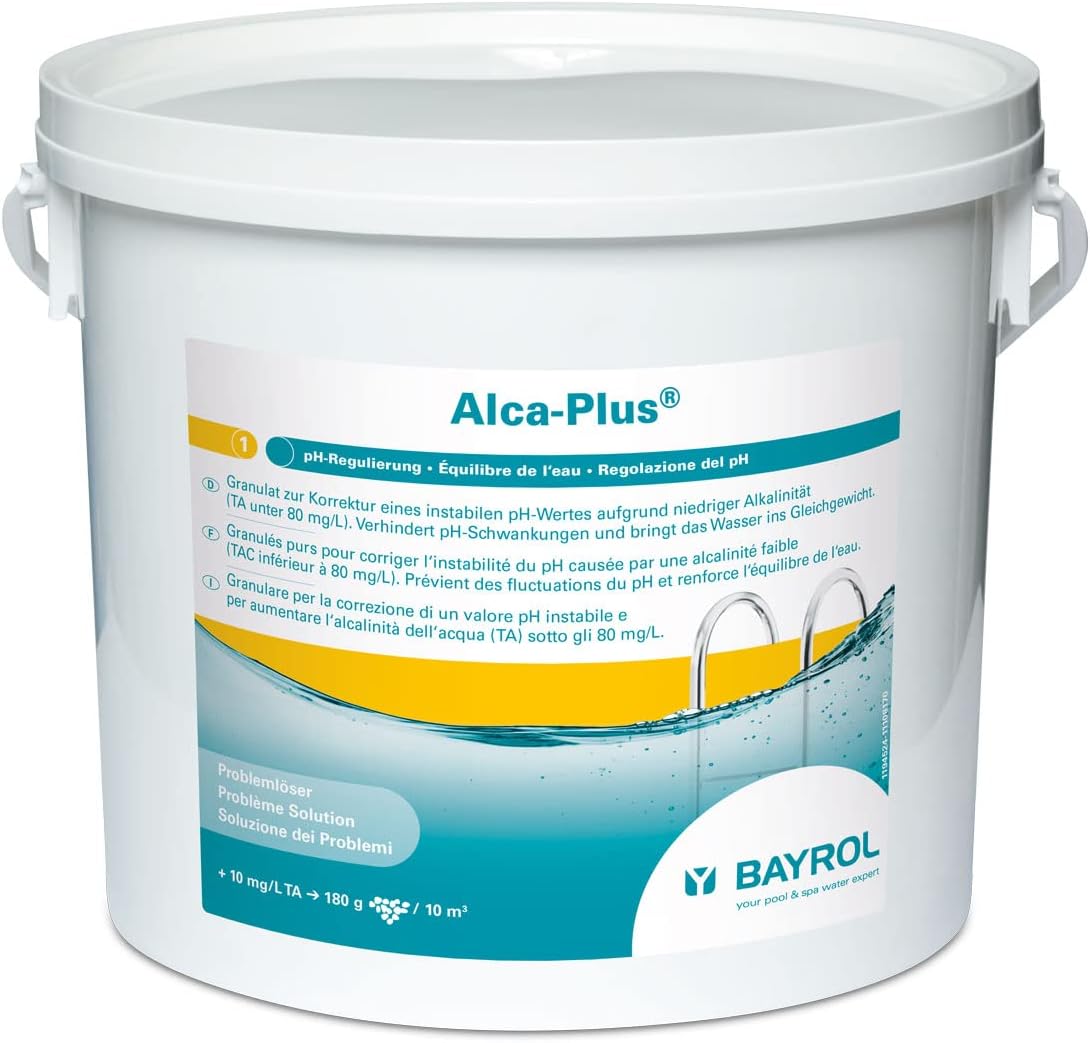 Alca-Plus®
1
pH-Regulierung • Équilibre de l'eau • Regolazione del pH
D Granulat zur Korrektur eines instabilen pH-Wertes aufgrund niedriger Alkalinität
(TA unter 80 mg/L). Verhindert pH-Schwankungen und bringt das Wasser ins Gleichgewicht.
F Granulés purs pour corriger l'instabilité du pH causée par une alcalinité faible
(TAC inférieur à 80 mg/L). Prévient des fluctuations du pH et renforce l'équilibre de l'eau.
I Granulare per la correzione di un valore pH instabile e
per aumentare l'alcalinità dell'acqua (TA) sotto gli 80 mg/L.
1194524-11109170
Problemlöser
Problème Solution
Soluzione dei Problemi
+ 10 mg/L TA → 180 g / 10 m³
BAYROL
your pool & spa water expert